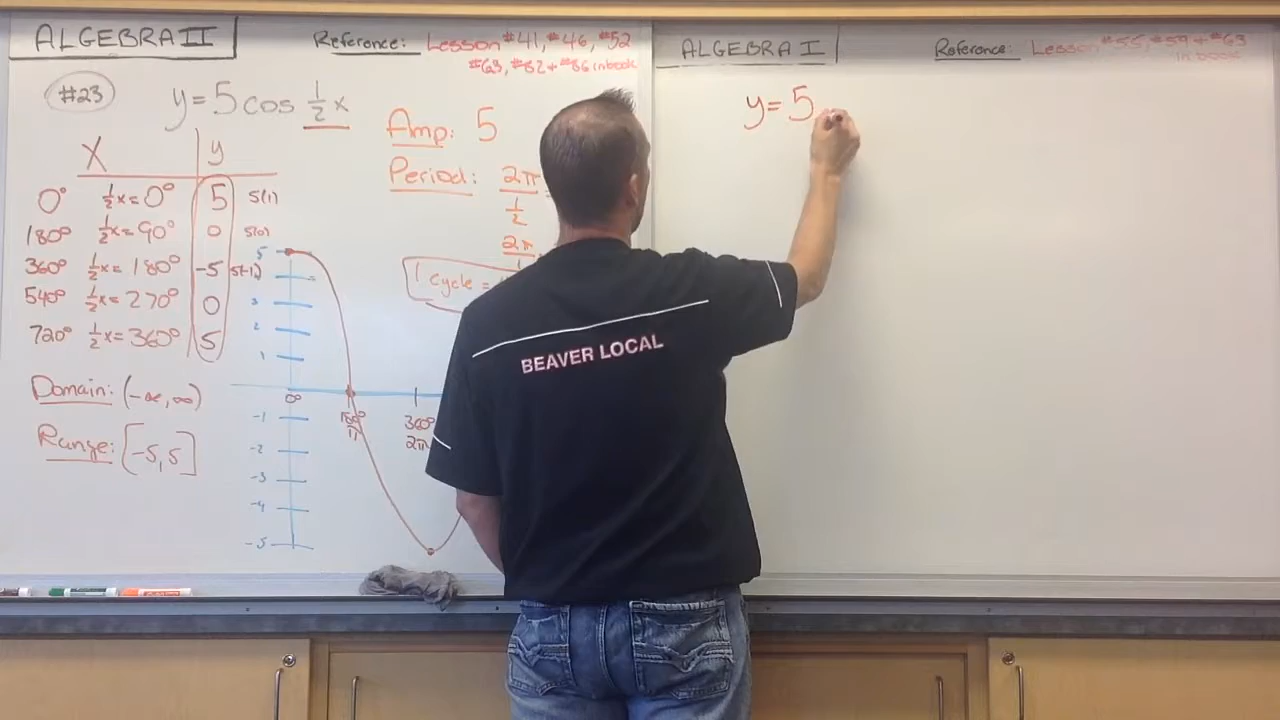 ALGEBRA II
Reference: Lesson #41, #46, #52
#63, #82 + #86 in book
#23
y = 5 cos 1/2 x
x y
0° 1/2x = 0° 5 5(1)
180° 1/2x = 90° 0 5(0)
360° 1/2x = 180° -5 5(-1)
540° 1/2x = 270° 0
720° 1/2x = 360° 5
Domain: (-∞, ∞)
Range: [-5, 5]
Amp: 5
Period: 2π
1/2
2π
1 cycle =
5
3
2
1
-1
-2
-3
-4
-5
0°
180°
π
360°
2π
BEAVER LOCAL
ALGEBRA I
Reference: Lesson #55, #59 + #63
in book
y = 5